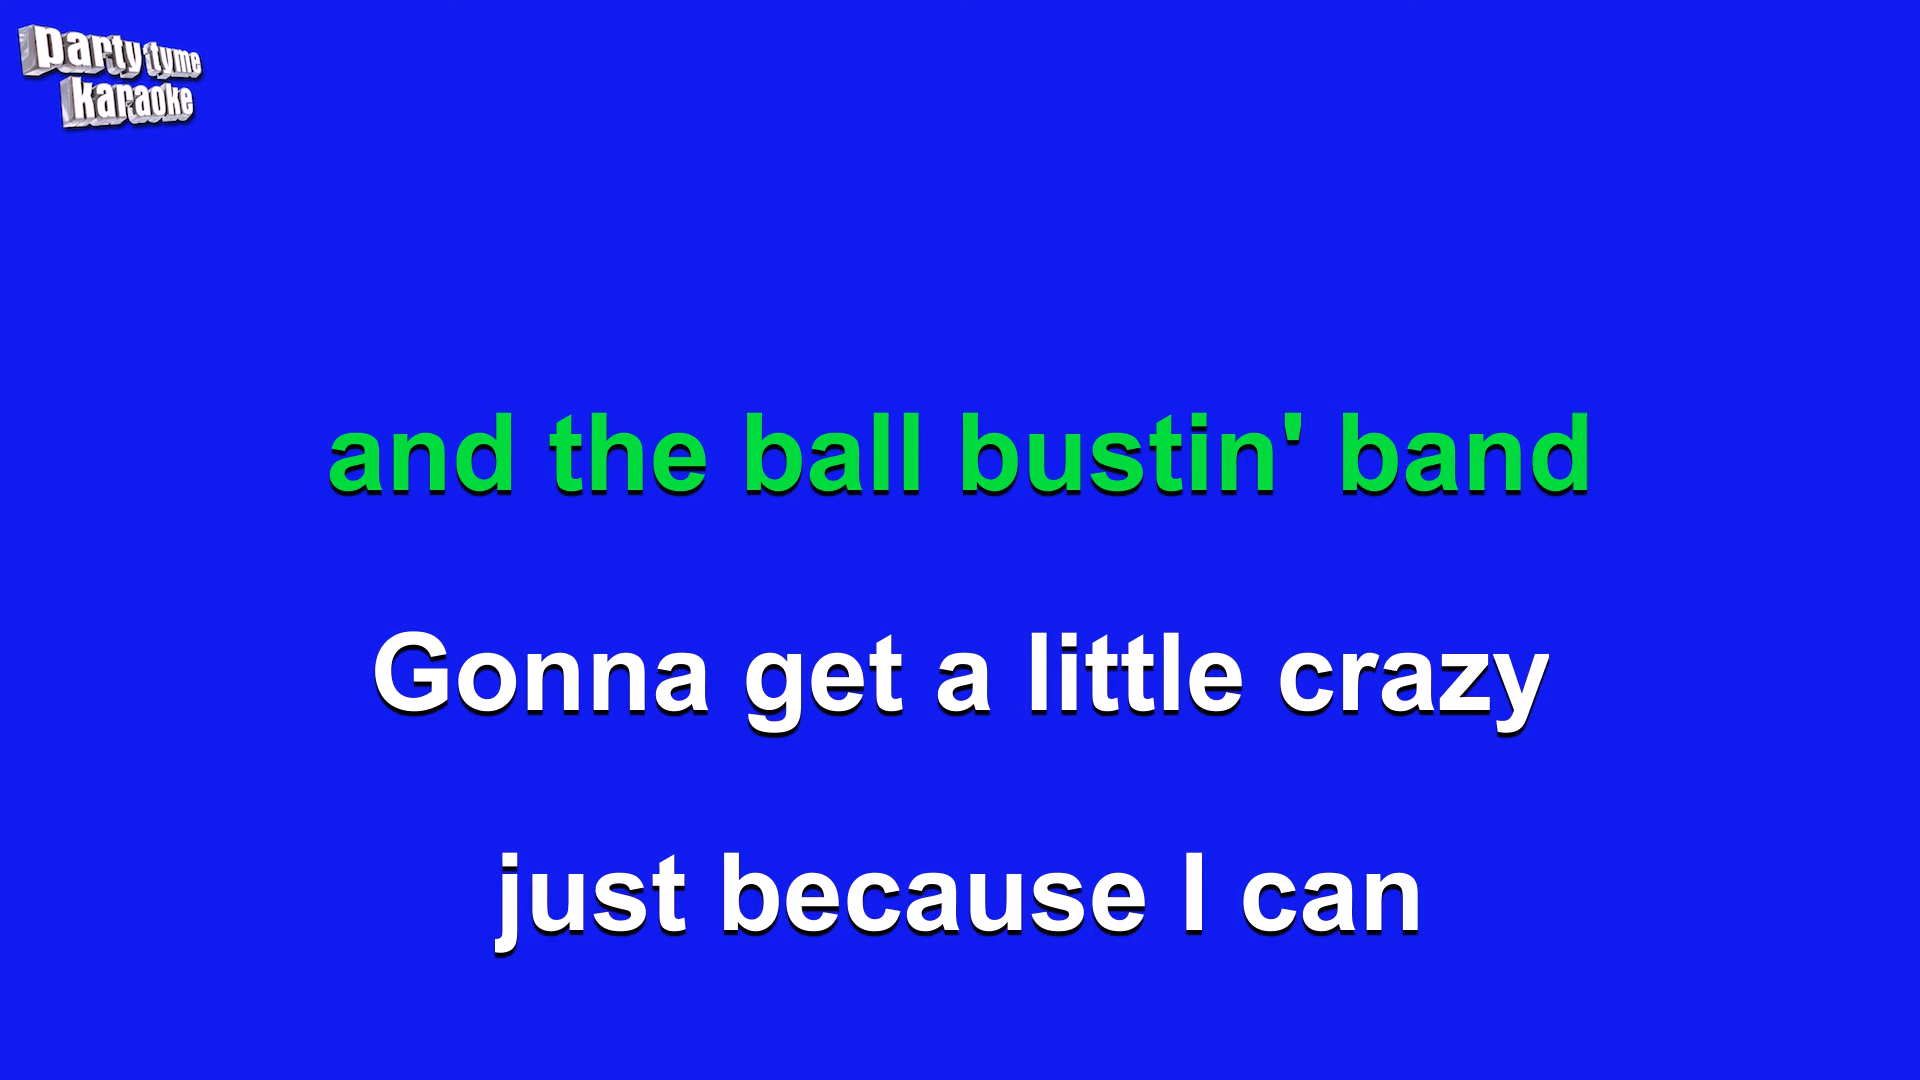 party tyme
karaoke
and the ball bustin' band
Gonna get a little crazy
just because I can